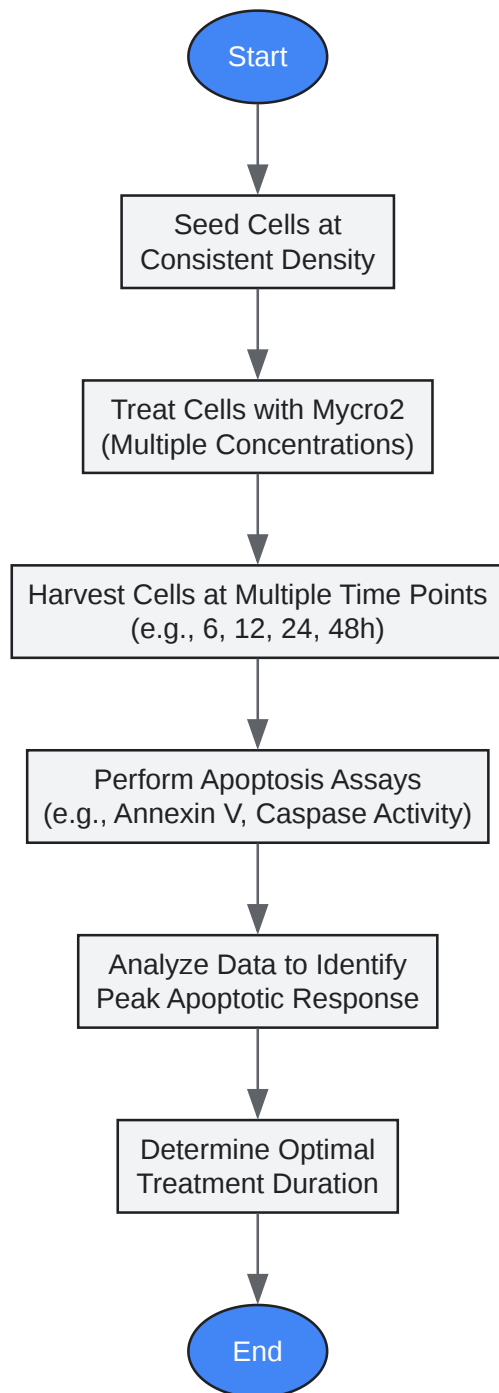 Start
Seed Cells at
Consistent Density
Treat Cells with Mycro2
(Multiple Concentrations)
Harvest Cells at Multiple Time Points
(e.g., 6, 12, 24, 48h)
Perform Apoptosis Assays
(e.g., Annexin V, Caspase Activity)
Analyze Data to Identify
Peak Apoptotic Response
Determine Optimal
Treatment Duration
End